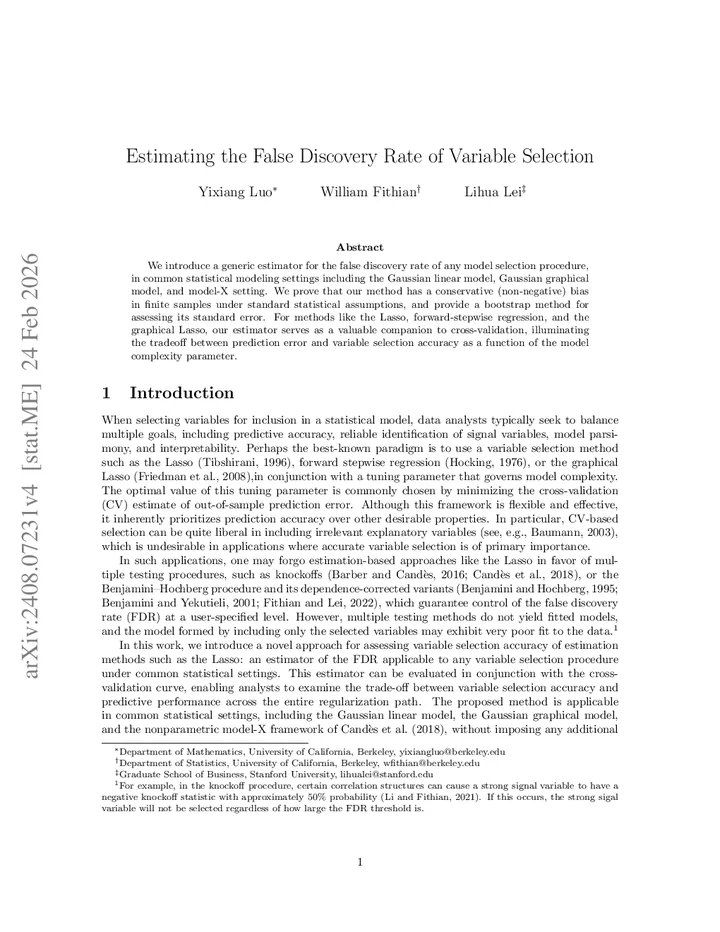 Estimating the False Discovery Rate of Variable Selection
Yixiang Luo* William Fithian† Lihua Lei‡
Abstract
We introduce a generic estimator for the false discovery rate of any model selection procedure,
in common statistical modeling settings including the Gaussian linear model, Gaussian graphical
model, and model-X setting. We prove that our method has a conservative (non-negative) bias
in finite samples under standard statistical assumptions, and provide a bootstrap method for
assessing its standard error. For methods like the Lasso, forward-stepwise regression, and the
graphical Lasso, our estimator serves as a valuable companion to cross-validation, illuminating
the tradeoff between prediction error and variable selection accuracy as a function of the model
complexity parameter.
1 Introduction
When selecting variables for inclusion in a statistical model, data analysts typically seek to balance
multiple goals, including predictive accuracy, reliable identification of signal variables, model parsi-
mony, and interpretability. Perhaps the best-known paradigm is to use a variable selection method
such as the Lasso (Tibshirani, 1996), forward stepwise regression (Hocking, 1976), or the graphical
Lasso (Friedman et al., 2008),in conjunction with a tuning parameter that governs model complexity.
The optimal value of this tuning parameter is commonly chosen by minimizing the cross-validation
(CV) estimate of out-of-sample prediction error. Although this framework is flexible and effective,
it inherently prioritizes prediction accuracy over other desirable properties. In particular, CV-based
selection can be quite liberal in including irrelevant explanatory variables (see, e.g., Baumann, 2003),
which is undesirable in applications where accurate variable selection is of primary importance.
In such applications, one may forgo estimation-based approaches like the Lasso in favor of mul-
tiple testing procedures, such as knockoffs (Barber and Candès, 2016; Candès et al., 2018), or the
Benjamini–Hochberg procedure and its dependence-corrected variants (Benjamini and Hochberg, 1995;
Benjamini and Yekutieli, 2001; Fithian and Lei, 2022), which guarantee control of the false discovery
rate (FDR) at a user-specified level. However, multiple testing methods do not yield fitted models,
and the model formed by including only the selected variables may exhibit very poor fit to the data.¹
In this work, we introduce a novel approach for assessing variable selection accuracy of estimation
methods such as the Lasso: an estimator of the FDR applicable to any variable selection procedure
under common statistical settings. This estimator can be evaluated in conjunction with the cross-
validation curve, enabling analysts to examine the trade-off between variable selection accuracy and
predictive performance across the entire regularization path. The proposed method is applicable
in common statistical settings, including the Gaussian linear model, the Gaussian graphical model,
and the nonparametric model-X framework of Candès et al. (2018), without imposing any additional
*Department of Mathematics, University of California, Berkeley, yixiangluo@berkeley.edu
†Department of Statistics, University of California, Berkeley, wfithian@berkeley.edu
‡Graduate School of Business, Stanford University, lihualei@stanford.edu
¹For example, in the knockoff procedure, certain correlation structures can cause a strong signal variable to have a
negative knockoff statistic with approximately 50% probability (Li and Fithian, 2021). If this occurs, the strong sigal
variable will not be selected regardless of how large the FDR threshold is.
1
arXiv:2408.07231v4 [stat.ME] 24 Feb 2026